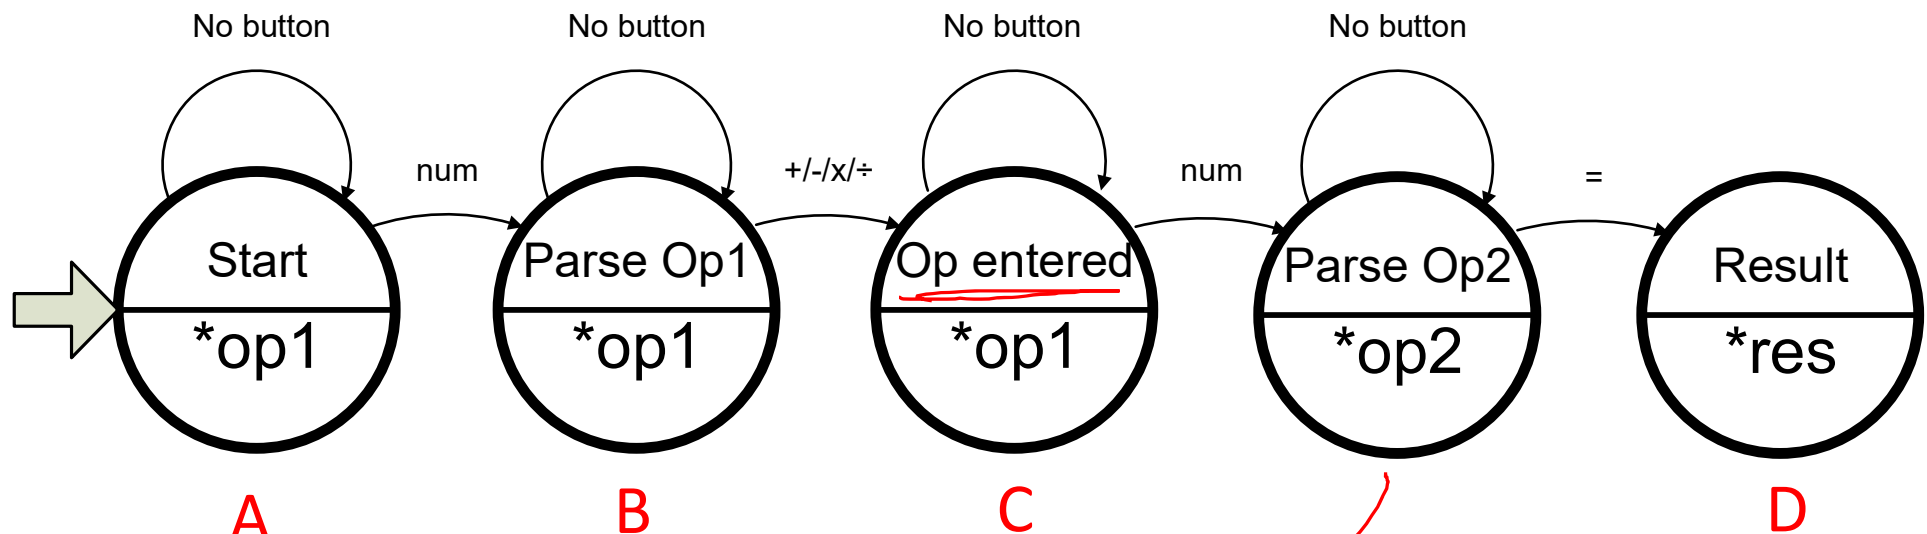 No button
No button
No button
No button
num
+/-/x/÷
num
=
Start
Parse Op1
Op entered
Parse Op2
Result
*op1
*op1
*op1
*op2
*res
A
B
C
D